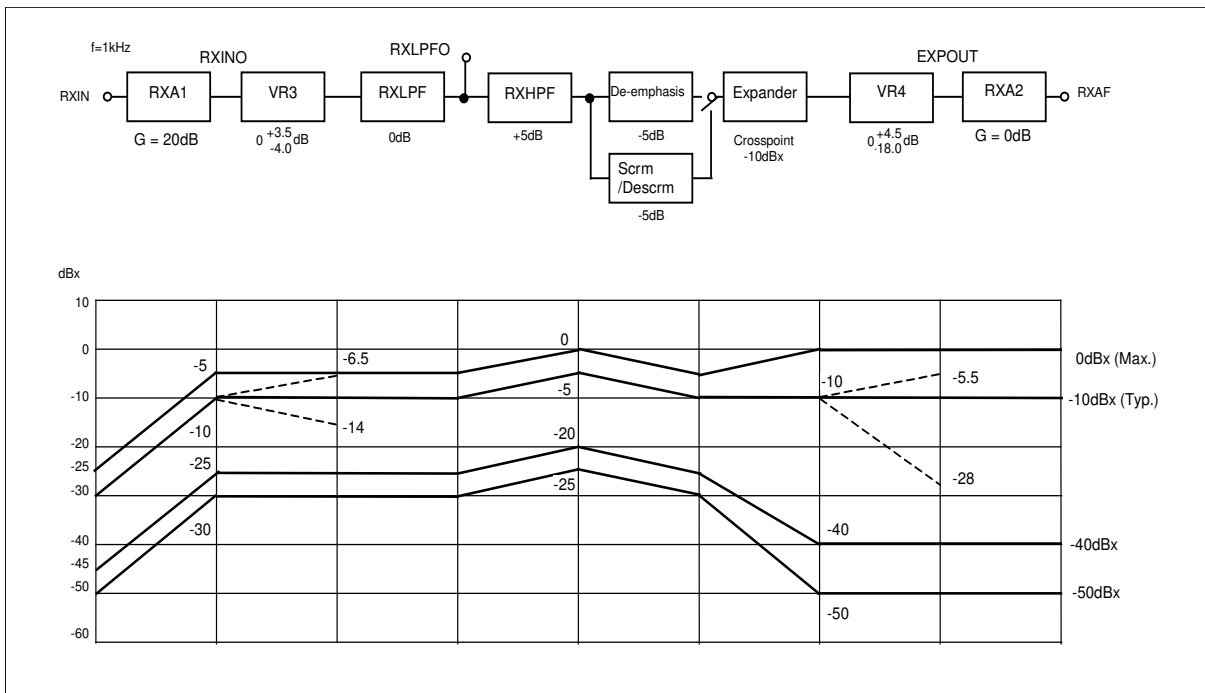 f=1kHz
RXINO
RXLPFO
EXPOUT
RXIN
RXA1
VR3
RXLPF
RXHPF
De-emphasis
Expander
VR4
RXA2
RXAF
G = 20dB
0 +3.5 -4.0 dB
0dB
+5dB
-5dB
Crosspoint
-10dBx
0 +4.5 -18.0 dB
G = 0dB
Scrm
/Descrm
-5dB
dBx
10
0
-10
-20
-25
-30
-40
-45
-50
-60
-5
-10
-25
-30
-6.5
-14
0
-5
-20
-25
-10
-40
-50
-5.5
-28
0dBx (Max.)
-10dBx (Typ.)
-40dBx
-50dBx